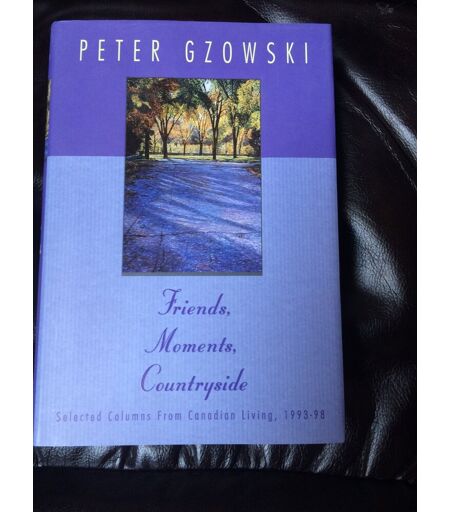 PETER GZOWSKI
Friends,
Moments,
Countryside
Selected Columns From Canadian Living, 1993-98